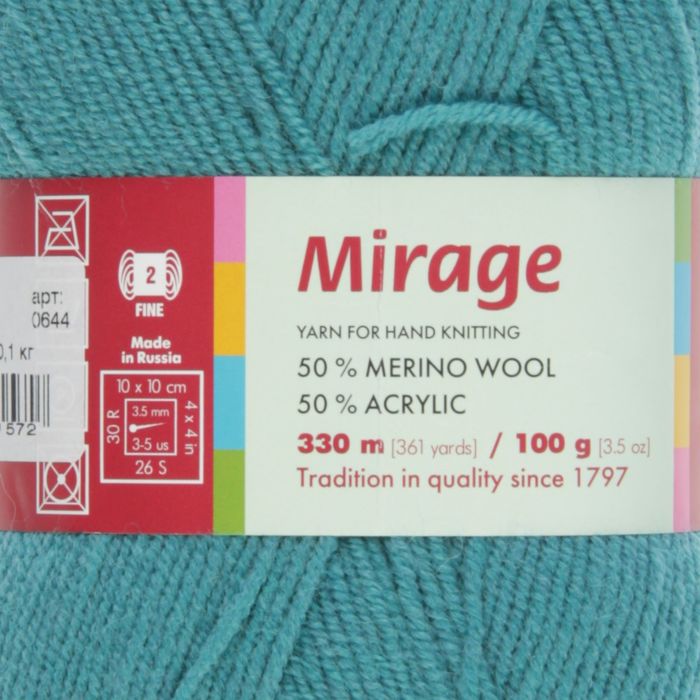 арт:
0644
0,1 кг
572
2
FINE
Made
in Russia
10 x 10 cm
30 R
3.5 mm
3-5 us
4 x 4 in
26 S
Mirage
YARN FOR HAND KNITTING
50 % MERINO WOOL
50 % ACRYLIC
330 m [361 yards] / 100 g [3.5 oz]
Tradition in quality since 1797